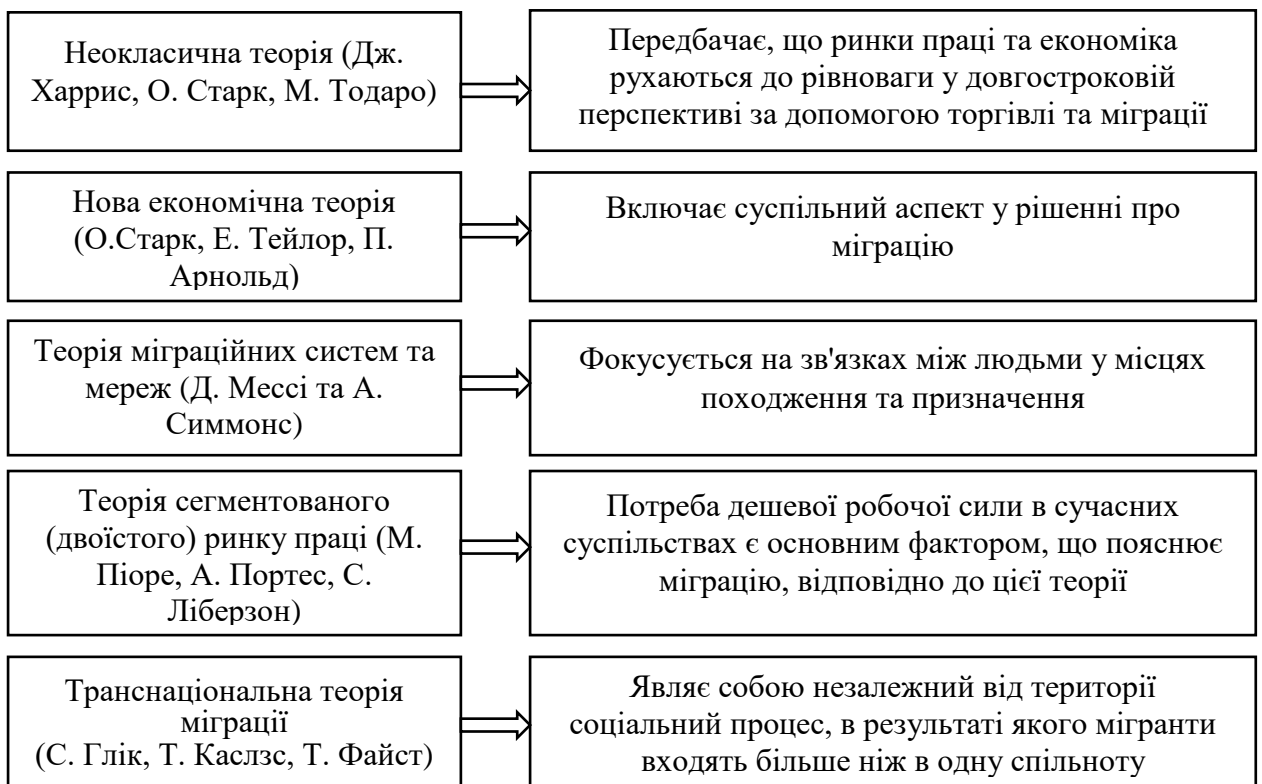 Неокласична теорія (Дж.
Харрис, О. Старк, М. Тодаро)
Передбачає, що ринки праці та економіка
рухаються до рівноваги у довгостроковій
перспективі за допомогою торгівлі та міграції
Нова економічна теорія
(О.Старк, Е. Тейлор, П.
Арнольд)
Включає суспільний аспект у рішенні про
міграцію
Теорія міграційних систем та
мереж (Д. Мессі та А.
Симмонс)
Фокусується на зв'язках між людьми у місцях
походження та призначення
Теорія сегментованого
(двоїстого) ринку праці (М.
Піоре, А. Портес, С.
Ліберзон)
Потреба дешевої робочої сили в сучасних
суспільствах є основним фактором, що пояснює
міграцію, відповідно до цієї теорії
Транснаціональна теорія
міграції
(С. Глік, Т. Каслзс, Т. Файст)
Являє собою незалежний від території
соціальний процес, в результаті якого мигранти
входять більше ніж в одну спільноту